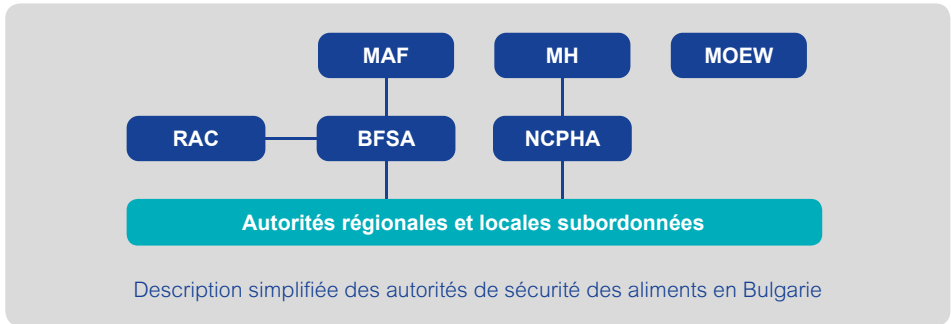 MAF
MH
MOEW
RAC
BFSA
NCPHA
Autorités régionales et locales subordonnées
Description simplifiée des autorités de sécurité des aliments en Bulgarie